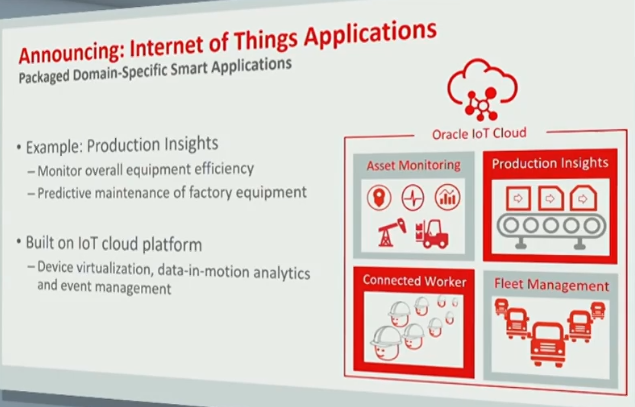 Announcing: Internet of Things Applications
Packaged Domain-Specific Smart Applications
• Example: Production Insights
– Monitor overall equipment efficiency
– Predictive maintenance of factory equipment
• Built on IoT cloud platform
– Device virtualization, data-in-motion analytics
and event management
Oracle IoT Cloud
Asset Monitoring
Production Insights
Connected Worker
Fleet Management